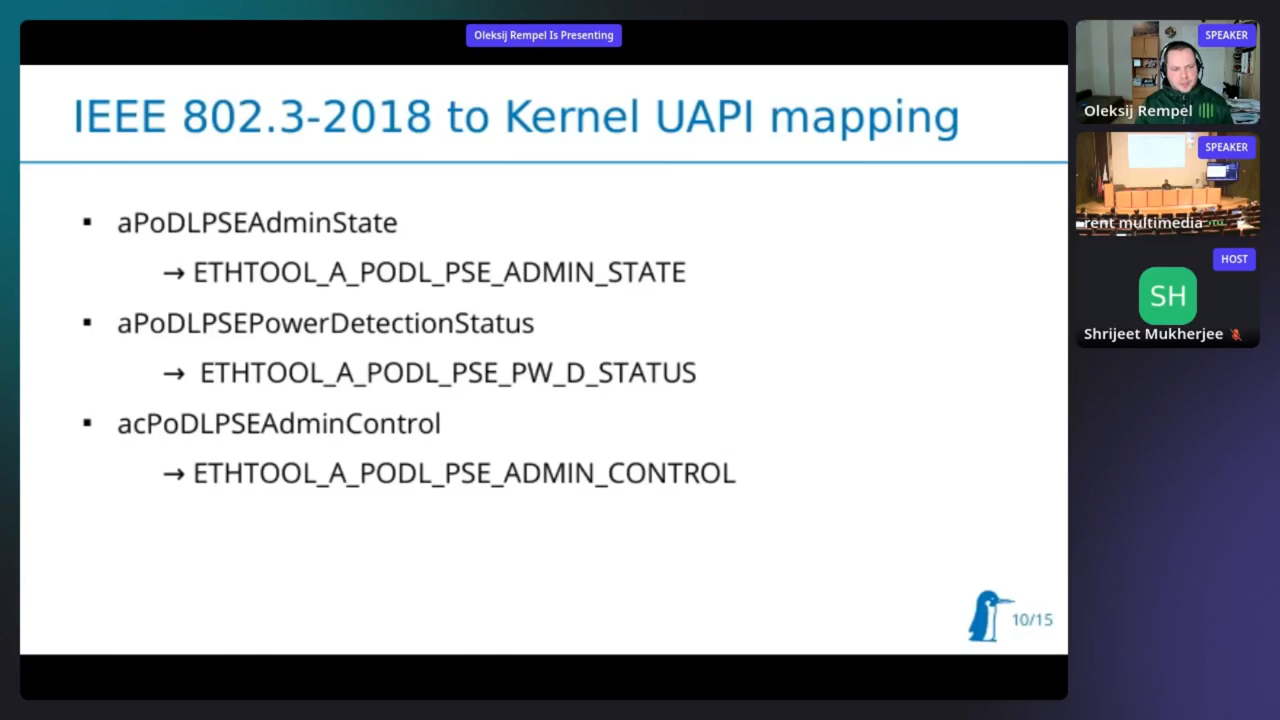 Oleksij Rempel Is Presenting
IEEE 802.3-2018 to Kernel UAPI mapping
▪ aPoDLPSEAdminState
→ ETHTOOL_A_PODL_PSE_ADMIN_STATE
▪ aPoDLPSEPowerDetectionStatus
→ ETHTOOL_A_PODL_PSE_PW_D_STATUS
▪ acPoDLPSEAdminControl
→ ETHTOOL_A_PODL_PSE_ADMIN_CONTROL
10/15
SPEAKER
Oleksij Rempel
SPEAKER
rent multimedia
HOST
SH
Shrijeet Mukherjee